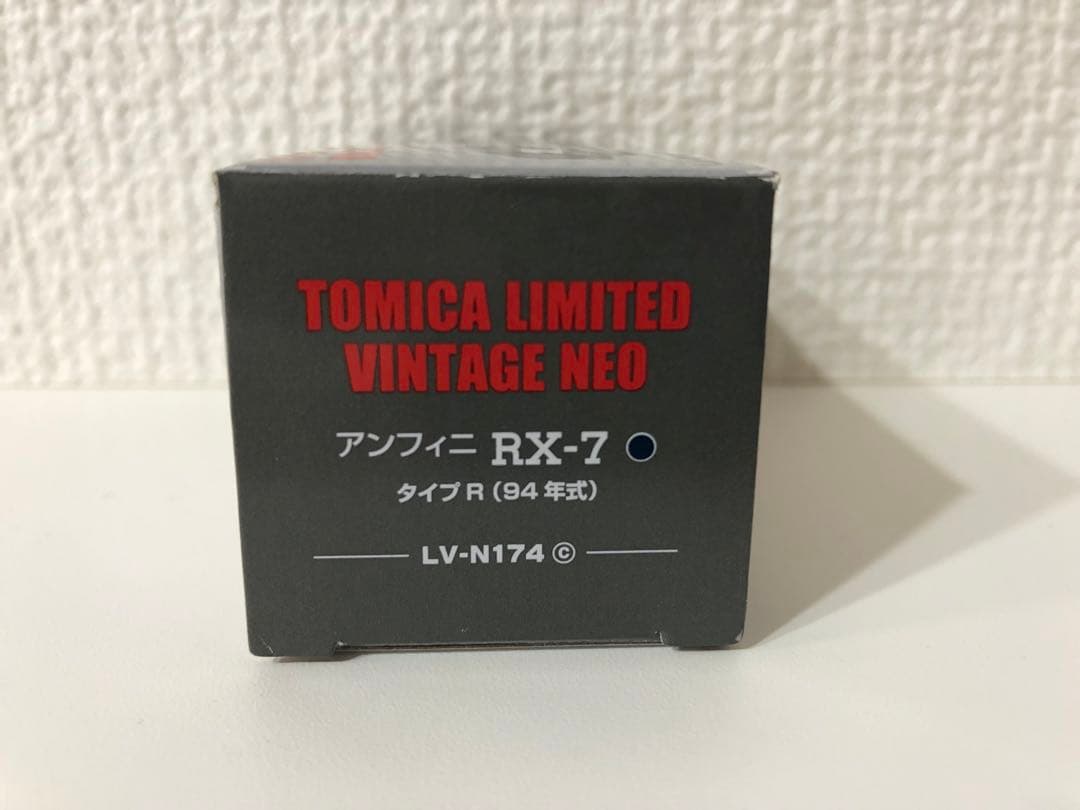 TOMICA LIMITED
VINTAGE NEO
アンフィニ RX-7
タイプR(94年式)
LV-N174 ⓒ